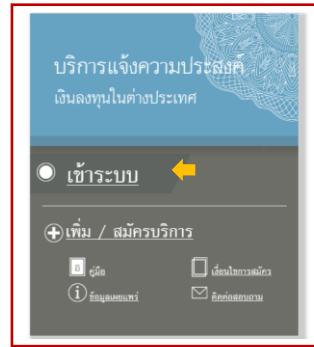 บริการแจ้งความประสงค์
เงินลงทุนในต่างประเทศ
เข้าระบบ
เพิ่ม / สมัครบริการ
คู่มือ
เงื่อนไขการสมัคร
ข้อมูลเผยแพร่
ติดต่อสอบถาม